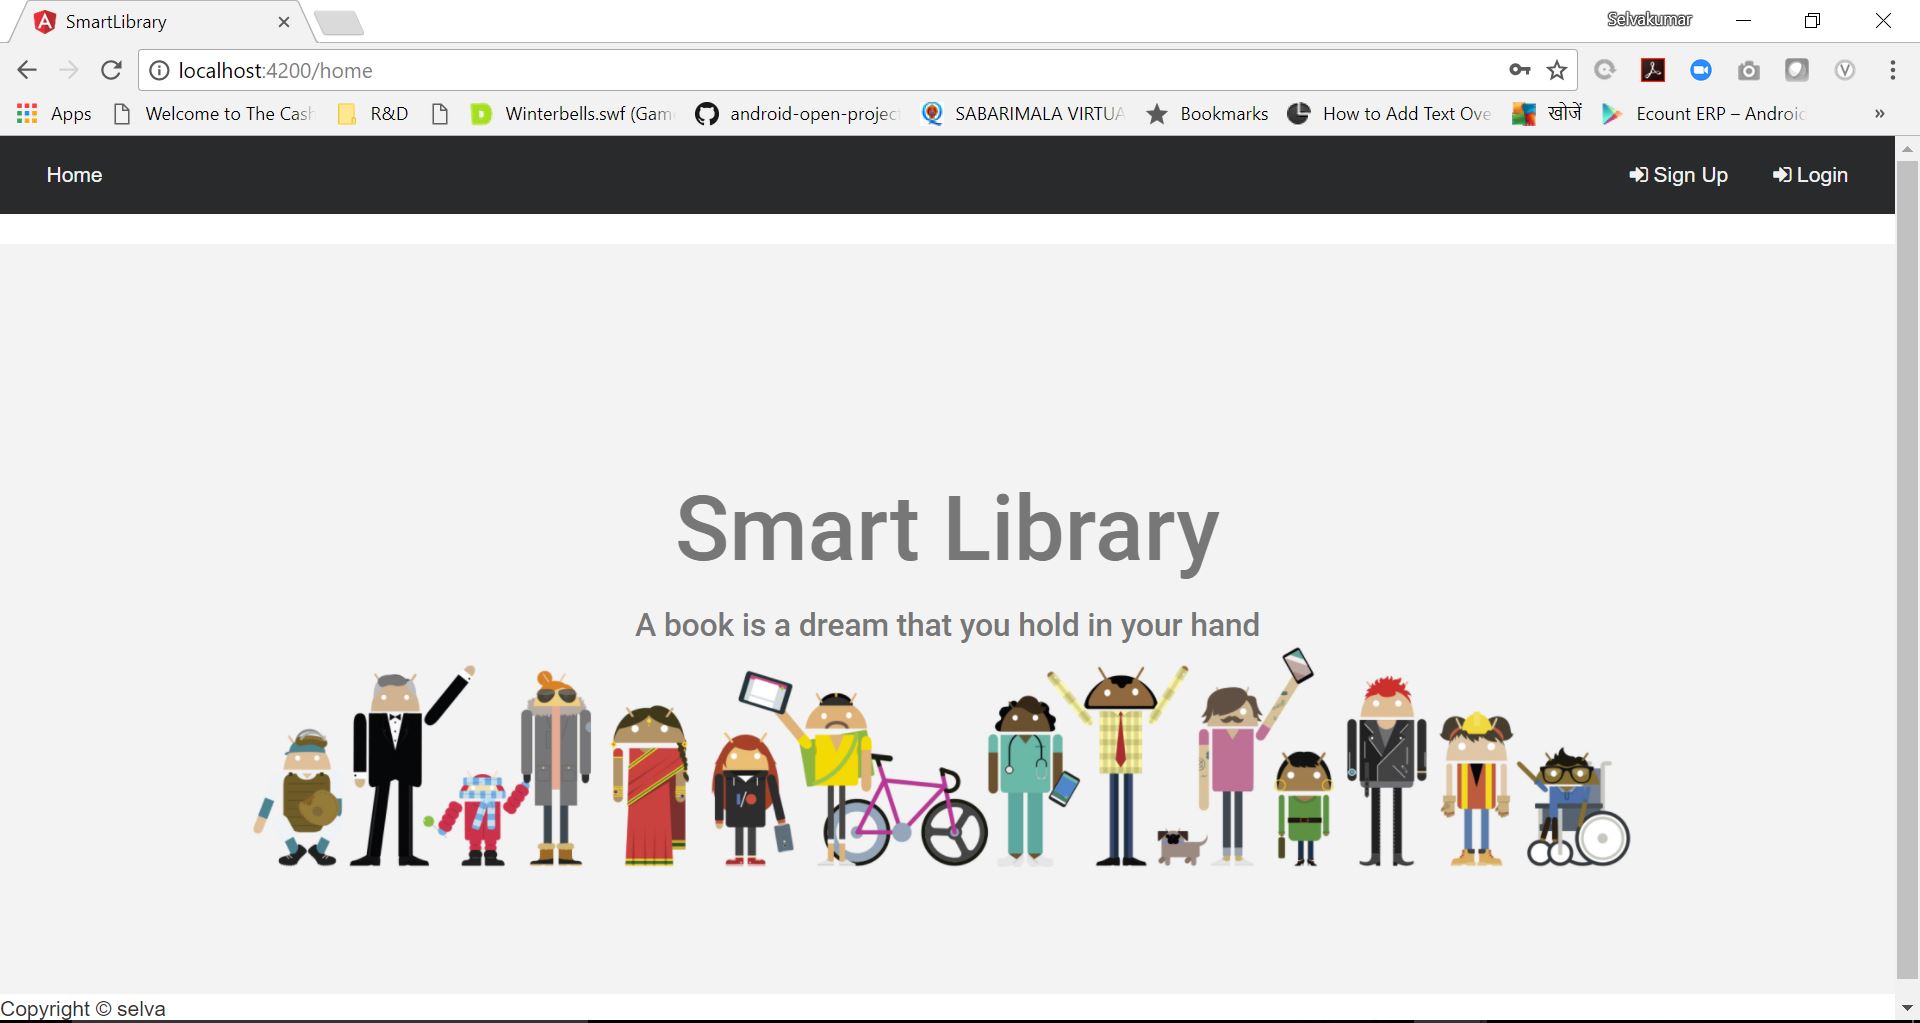 SmartLibrary
Selvakumar
localhost:4200/home
Apps
Welcome to The Cash
R&D
Winterbells.swf (Gam
android-open-projec
SABARIMALA VIRTUA
Bookmarks
How to Add Text Ove
खोजें
Ecount ERP – Androic
»
Home
Sign Up
Login
Smart Library
A book is a dream that you hold in your hand
Copyright © selva